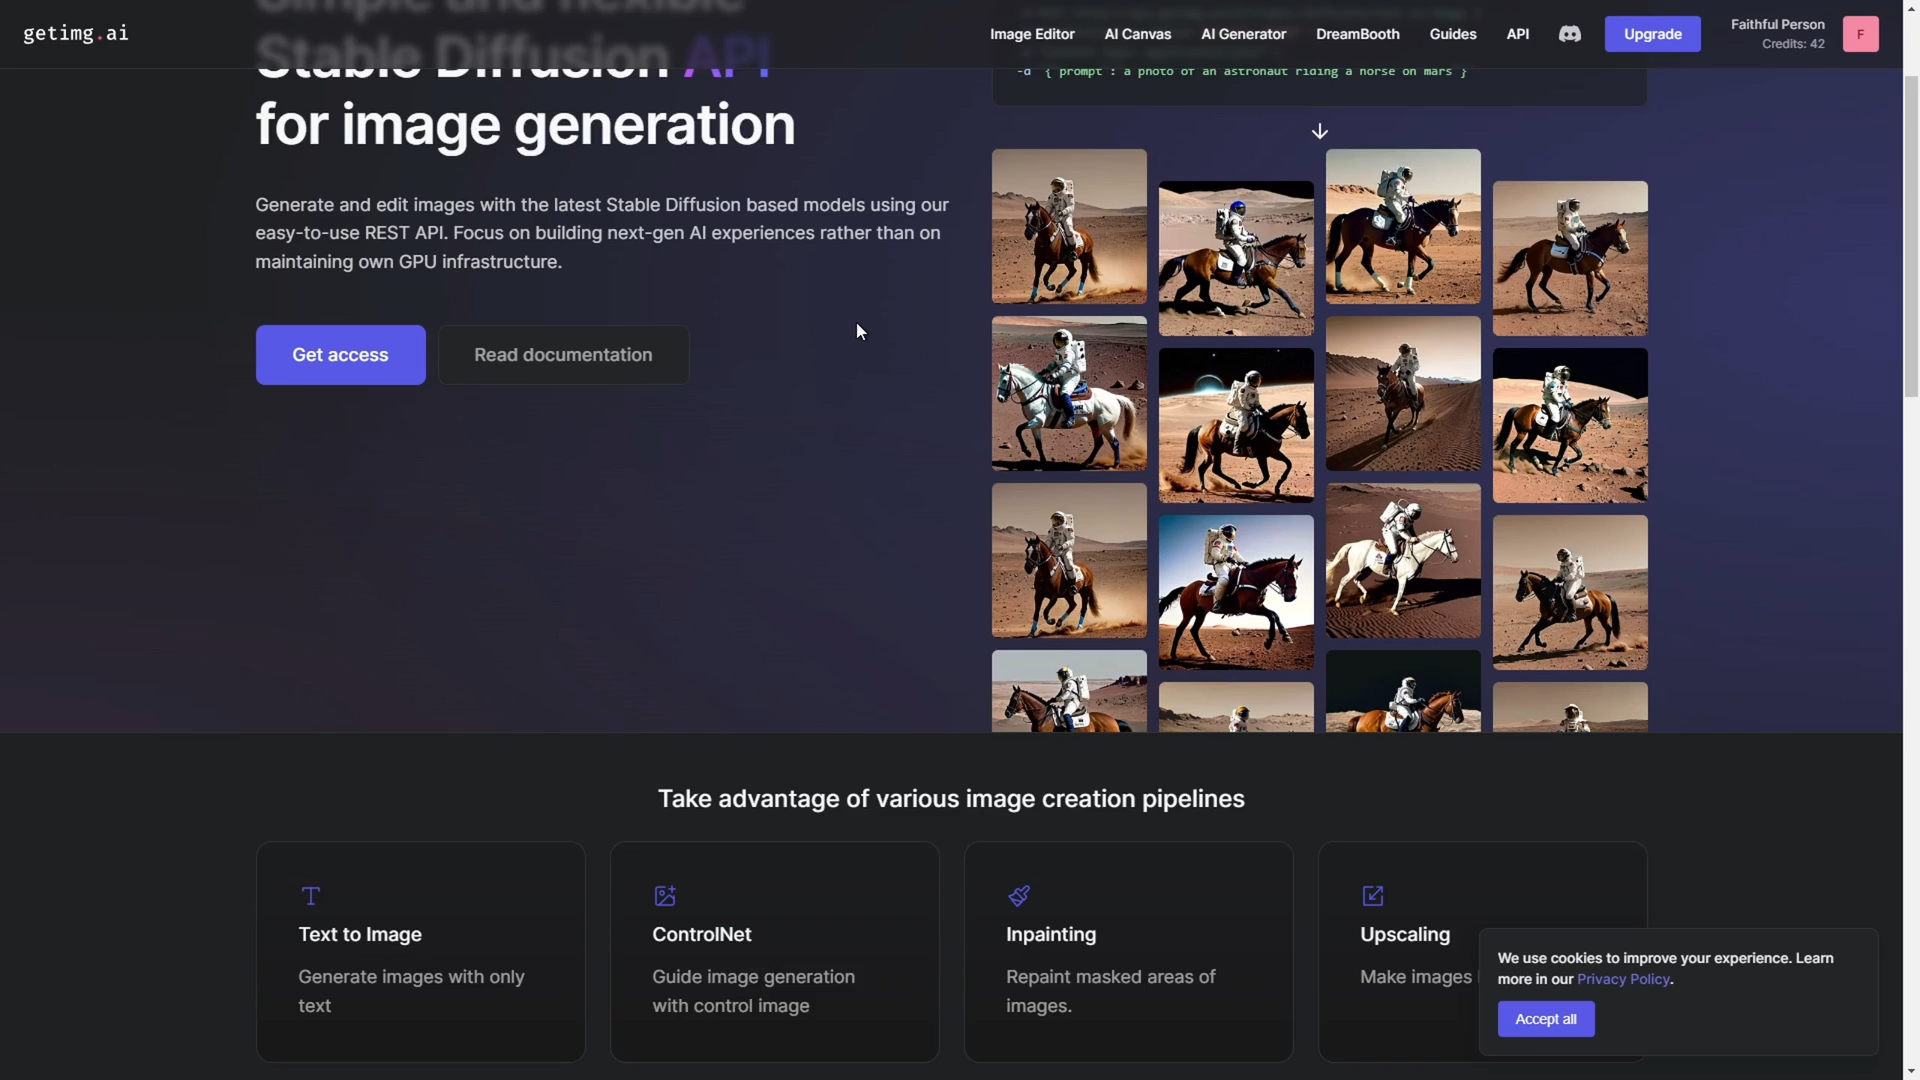 getimg.ai
Image Editor
AI Canvas
AI Generator
DreamBooth
Guides
API
Upgrade
Faithful Person
Credits: 42
F
Simple and flexible
Stable Diffusion API
for image generation
Generate and edit images with the latest Stable Diffusion based models using our
easy-to-use REST API. Focus on building next-gen AI experiences rather than on
maintaining own GPU infrastructure.
Get access
Read documentation
-d '{"prompt": "a photo of an astronaut riding a horse on mars"}'
Take advantage of various image creation pipelines
Text to Image
Generate images with only
text
ControlNet
Guide image generation
with control image
Inpainting
Repaint masked areas of
images.
Upscaling
Make images
We use cookies to improve your experience. Learn
more in our Privacy Policy.
Accept all